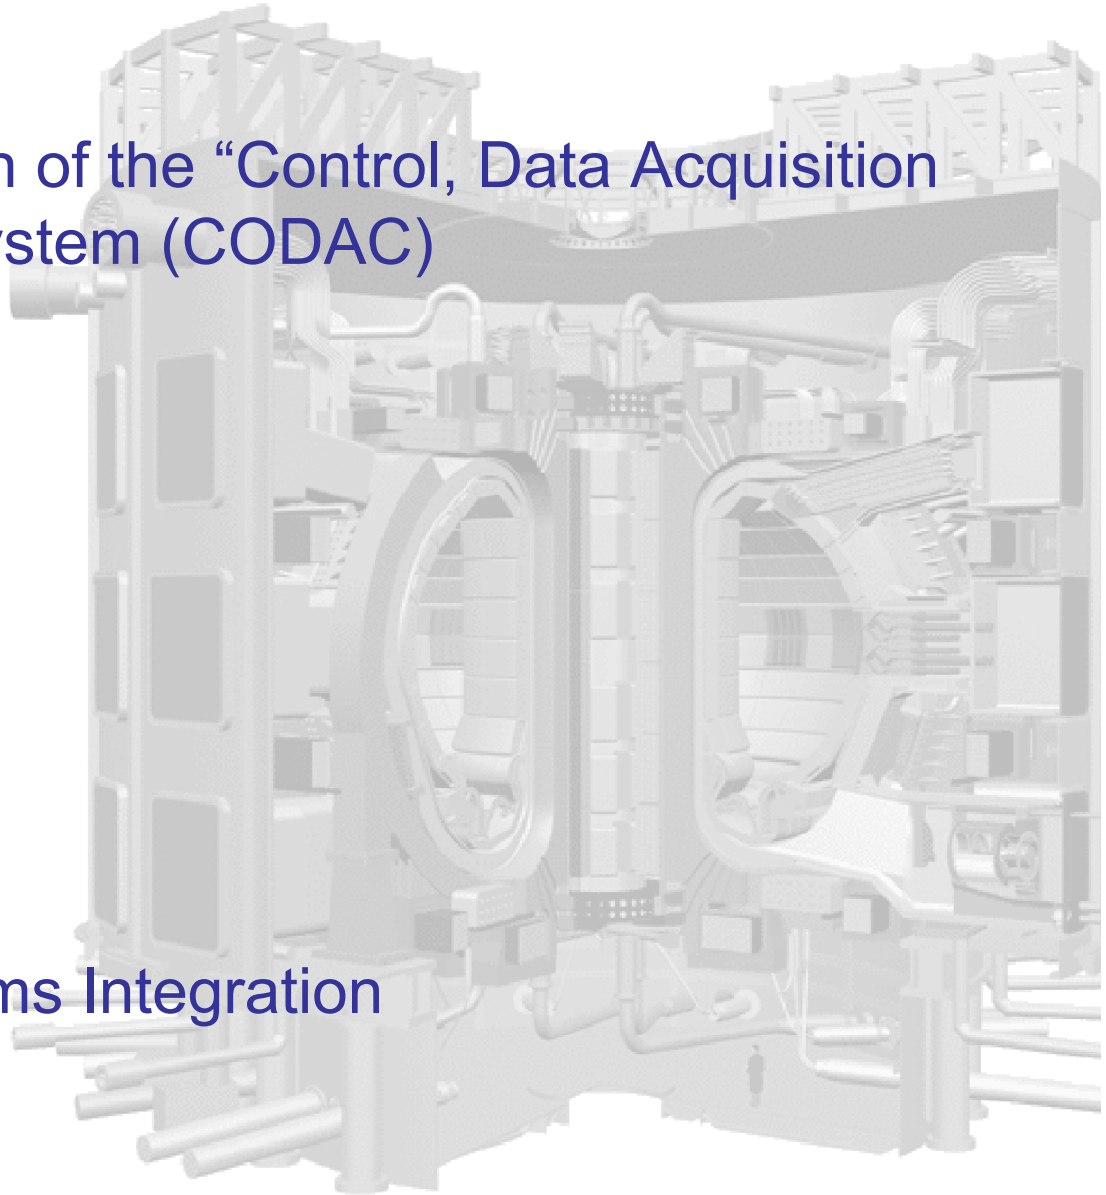 n of the “Control, Data Acquisition
ystem (CODAC)
ms Integration